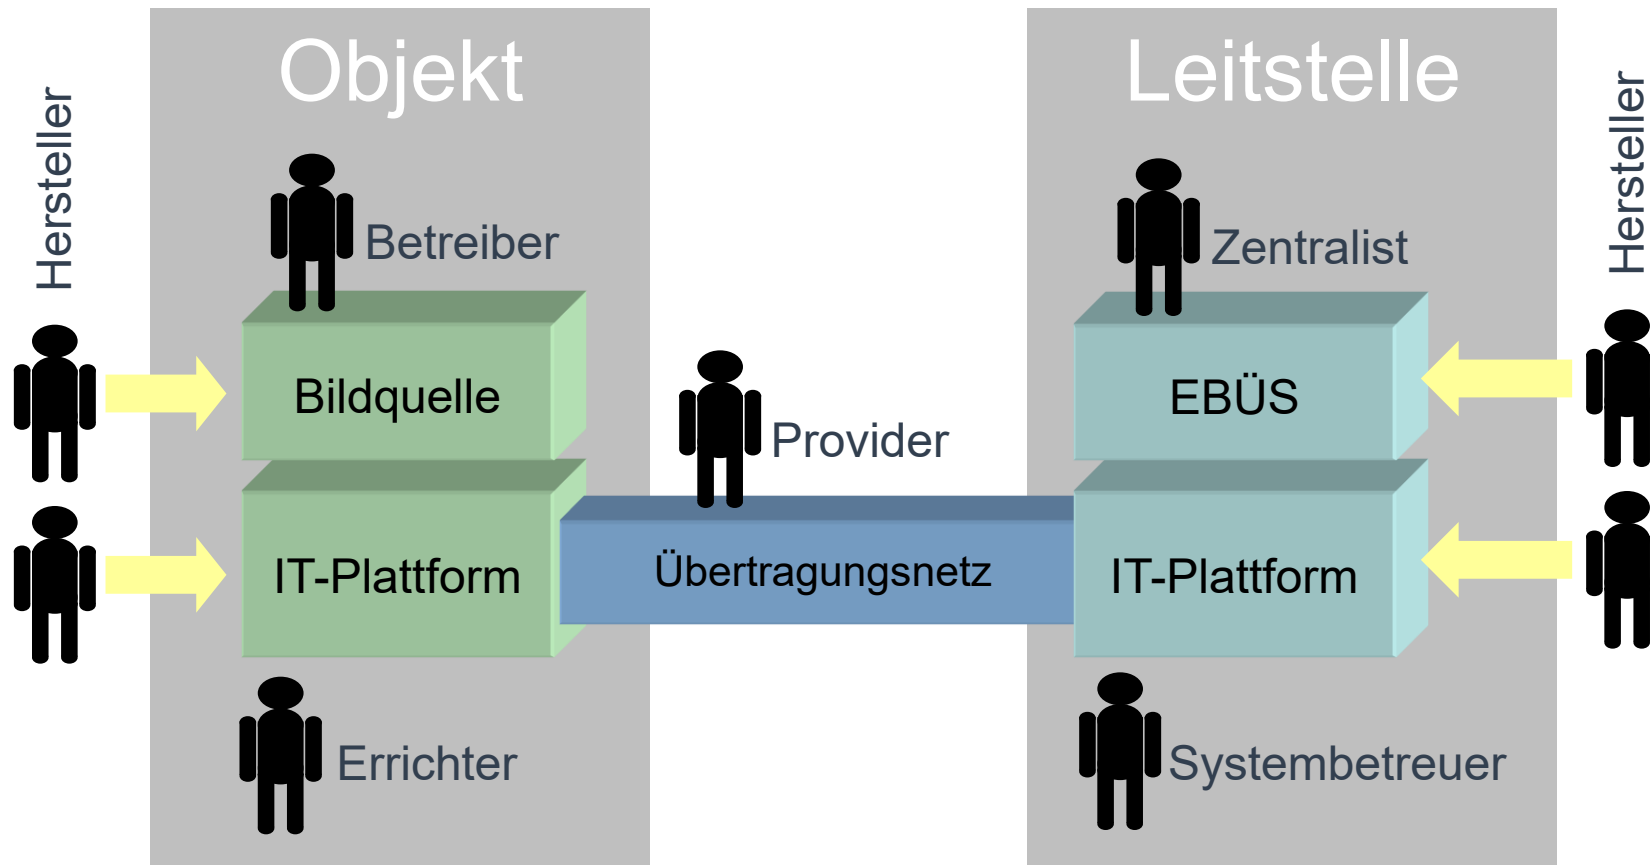 Objekt
Leitstelle
Hersteller
Hersteller
Betreiber
Zentralist
Bildquelle
EBÜS
Provider
IT-Plattform
Übertragungsnetz
IT-Plattform
Errichter
Systembetreuer